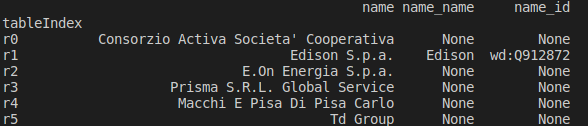 name name_name name_id
tableIndex
r0 Consorzio Activa Societa' Cooperativa None None
r1 Edison S.p.a. Edison wd:Q912872
r2 E.On Energia S.p.a. None None
r3 Prisma S.R.L. Global Service None None
r4 Macchi E Pisa Di Pisa Carlo None None
r5 Td Group None None